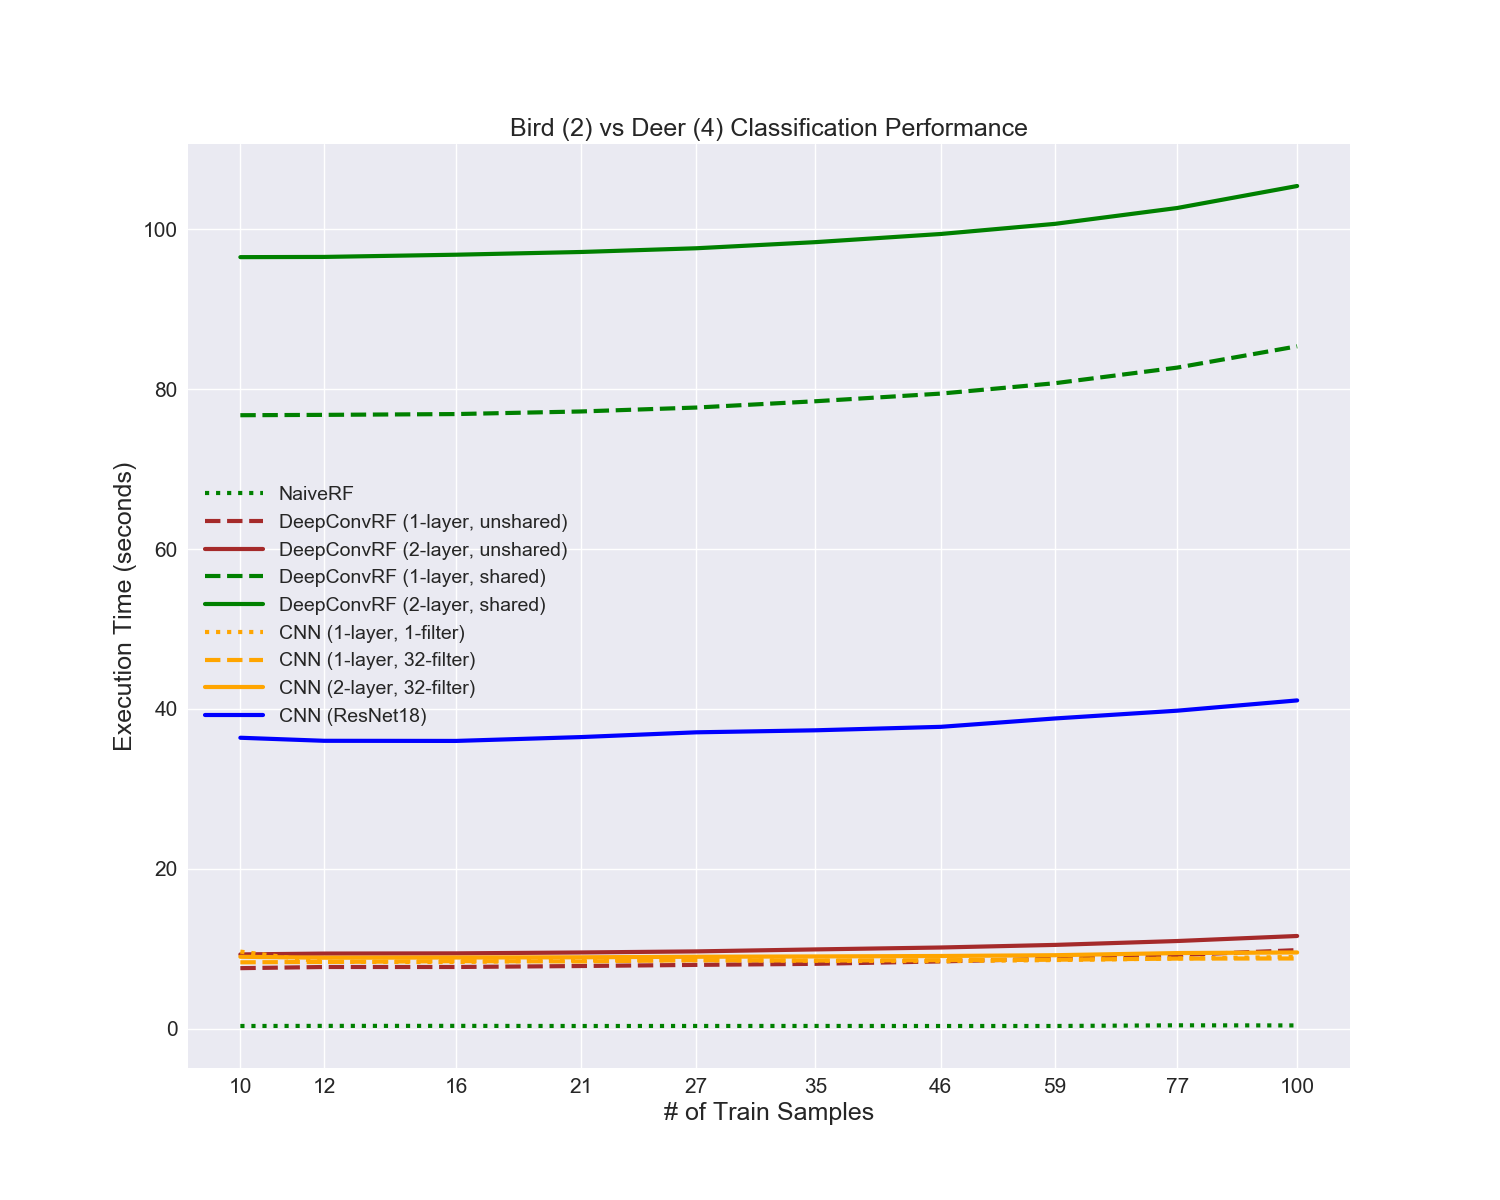 Bird (2) vs Deer (4) Classification Performance
Execution Time (seconds)
100
80
60
40
20
0
NaiveRF
DeepConvRF (1-layer, unshared)
DeepConvRF (2-layer, unshared)
DeepConvRF (1-layer, shared)
DeepConvRF (2-layer, shared)
CNN (1-layer, 1-filter)
CNN (1-layer, 32-filter)
CNN (2-layer, 32-filter)
CNN (ResNet18)
10 12 16 21 27 35 46 59 77 100
# of Train Samples